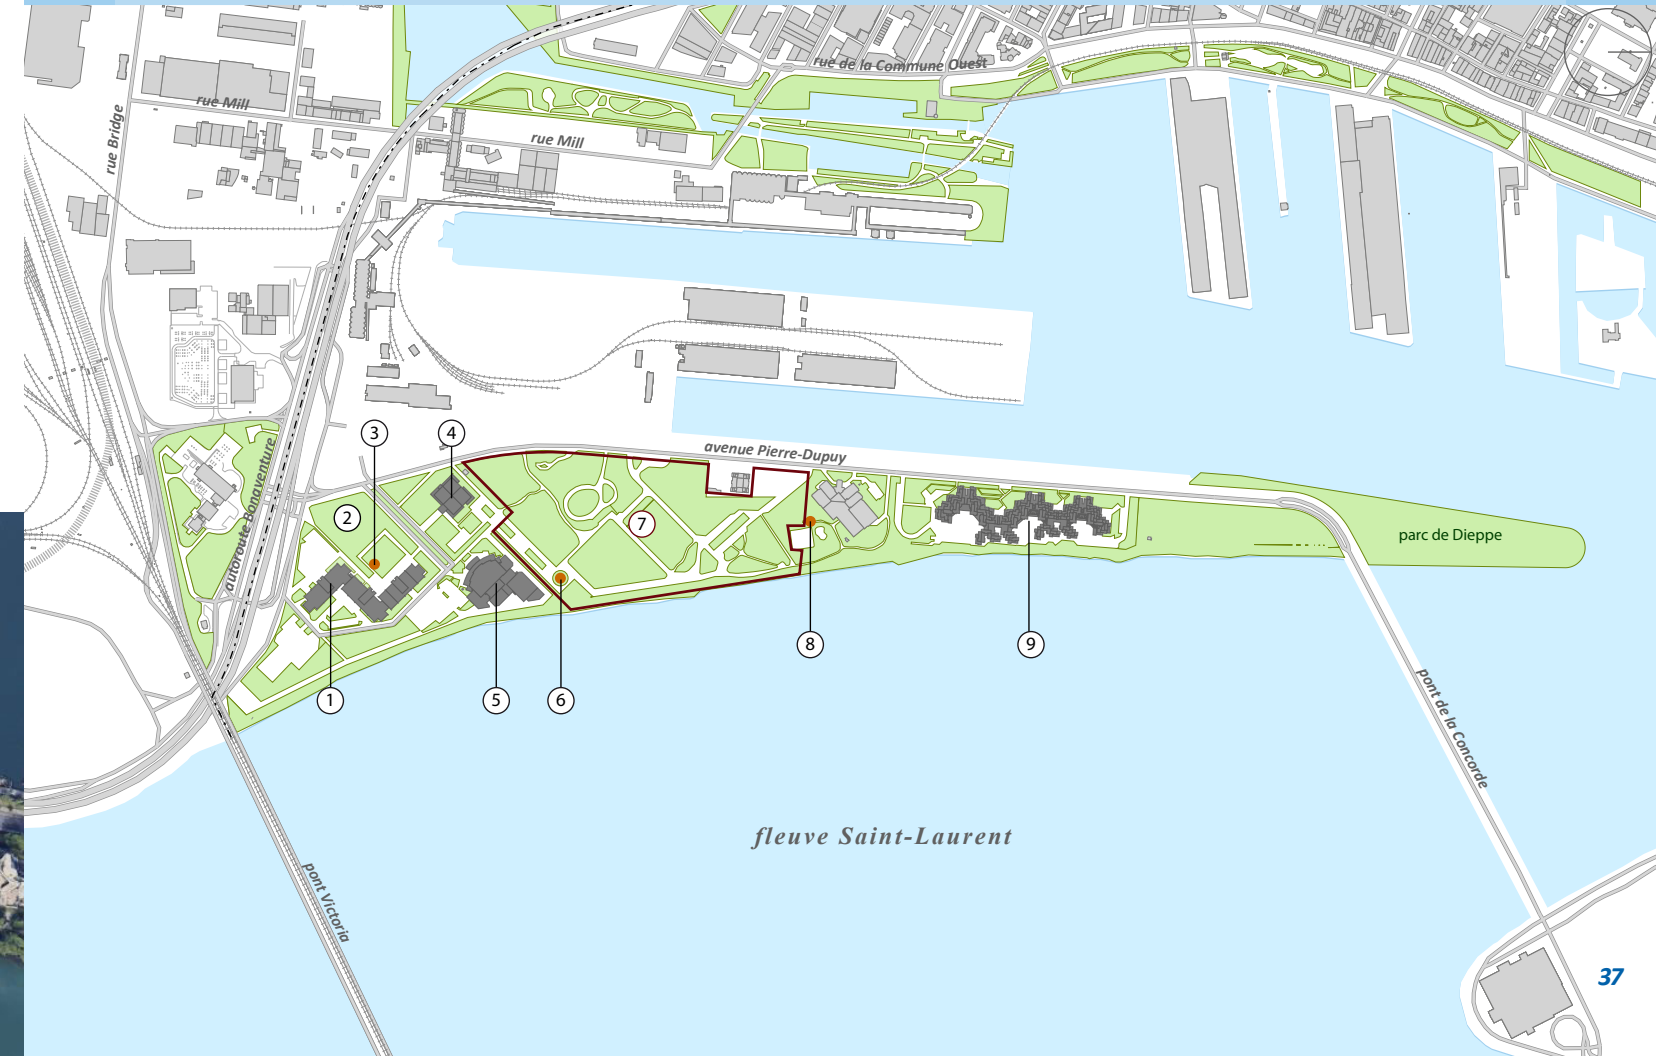 rue de la Commune Ouest
rue Mill
rue Bridge
rue Mill
autoroute Bonaventure
avenue Pierre-Dupuy
3
4
2
7
parc de Dieppe
8
9
1
5
6
pont de la Concorde
fleuve Saint-Laurent
pont Victoria
37